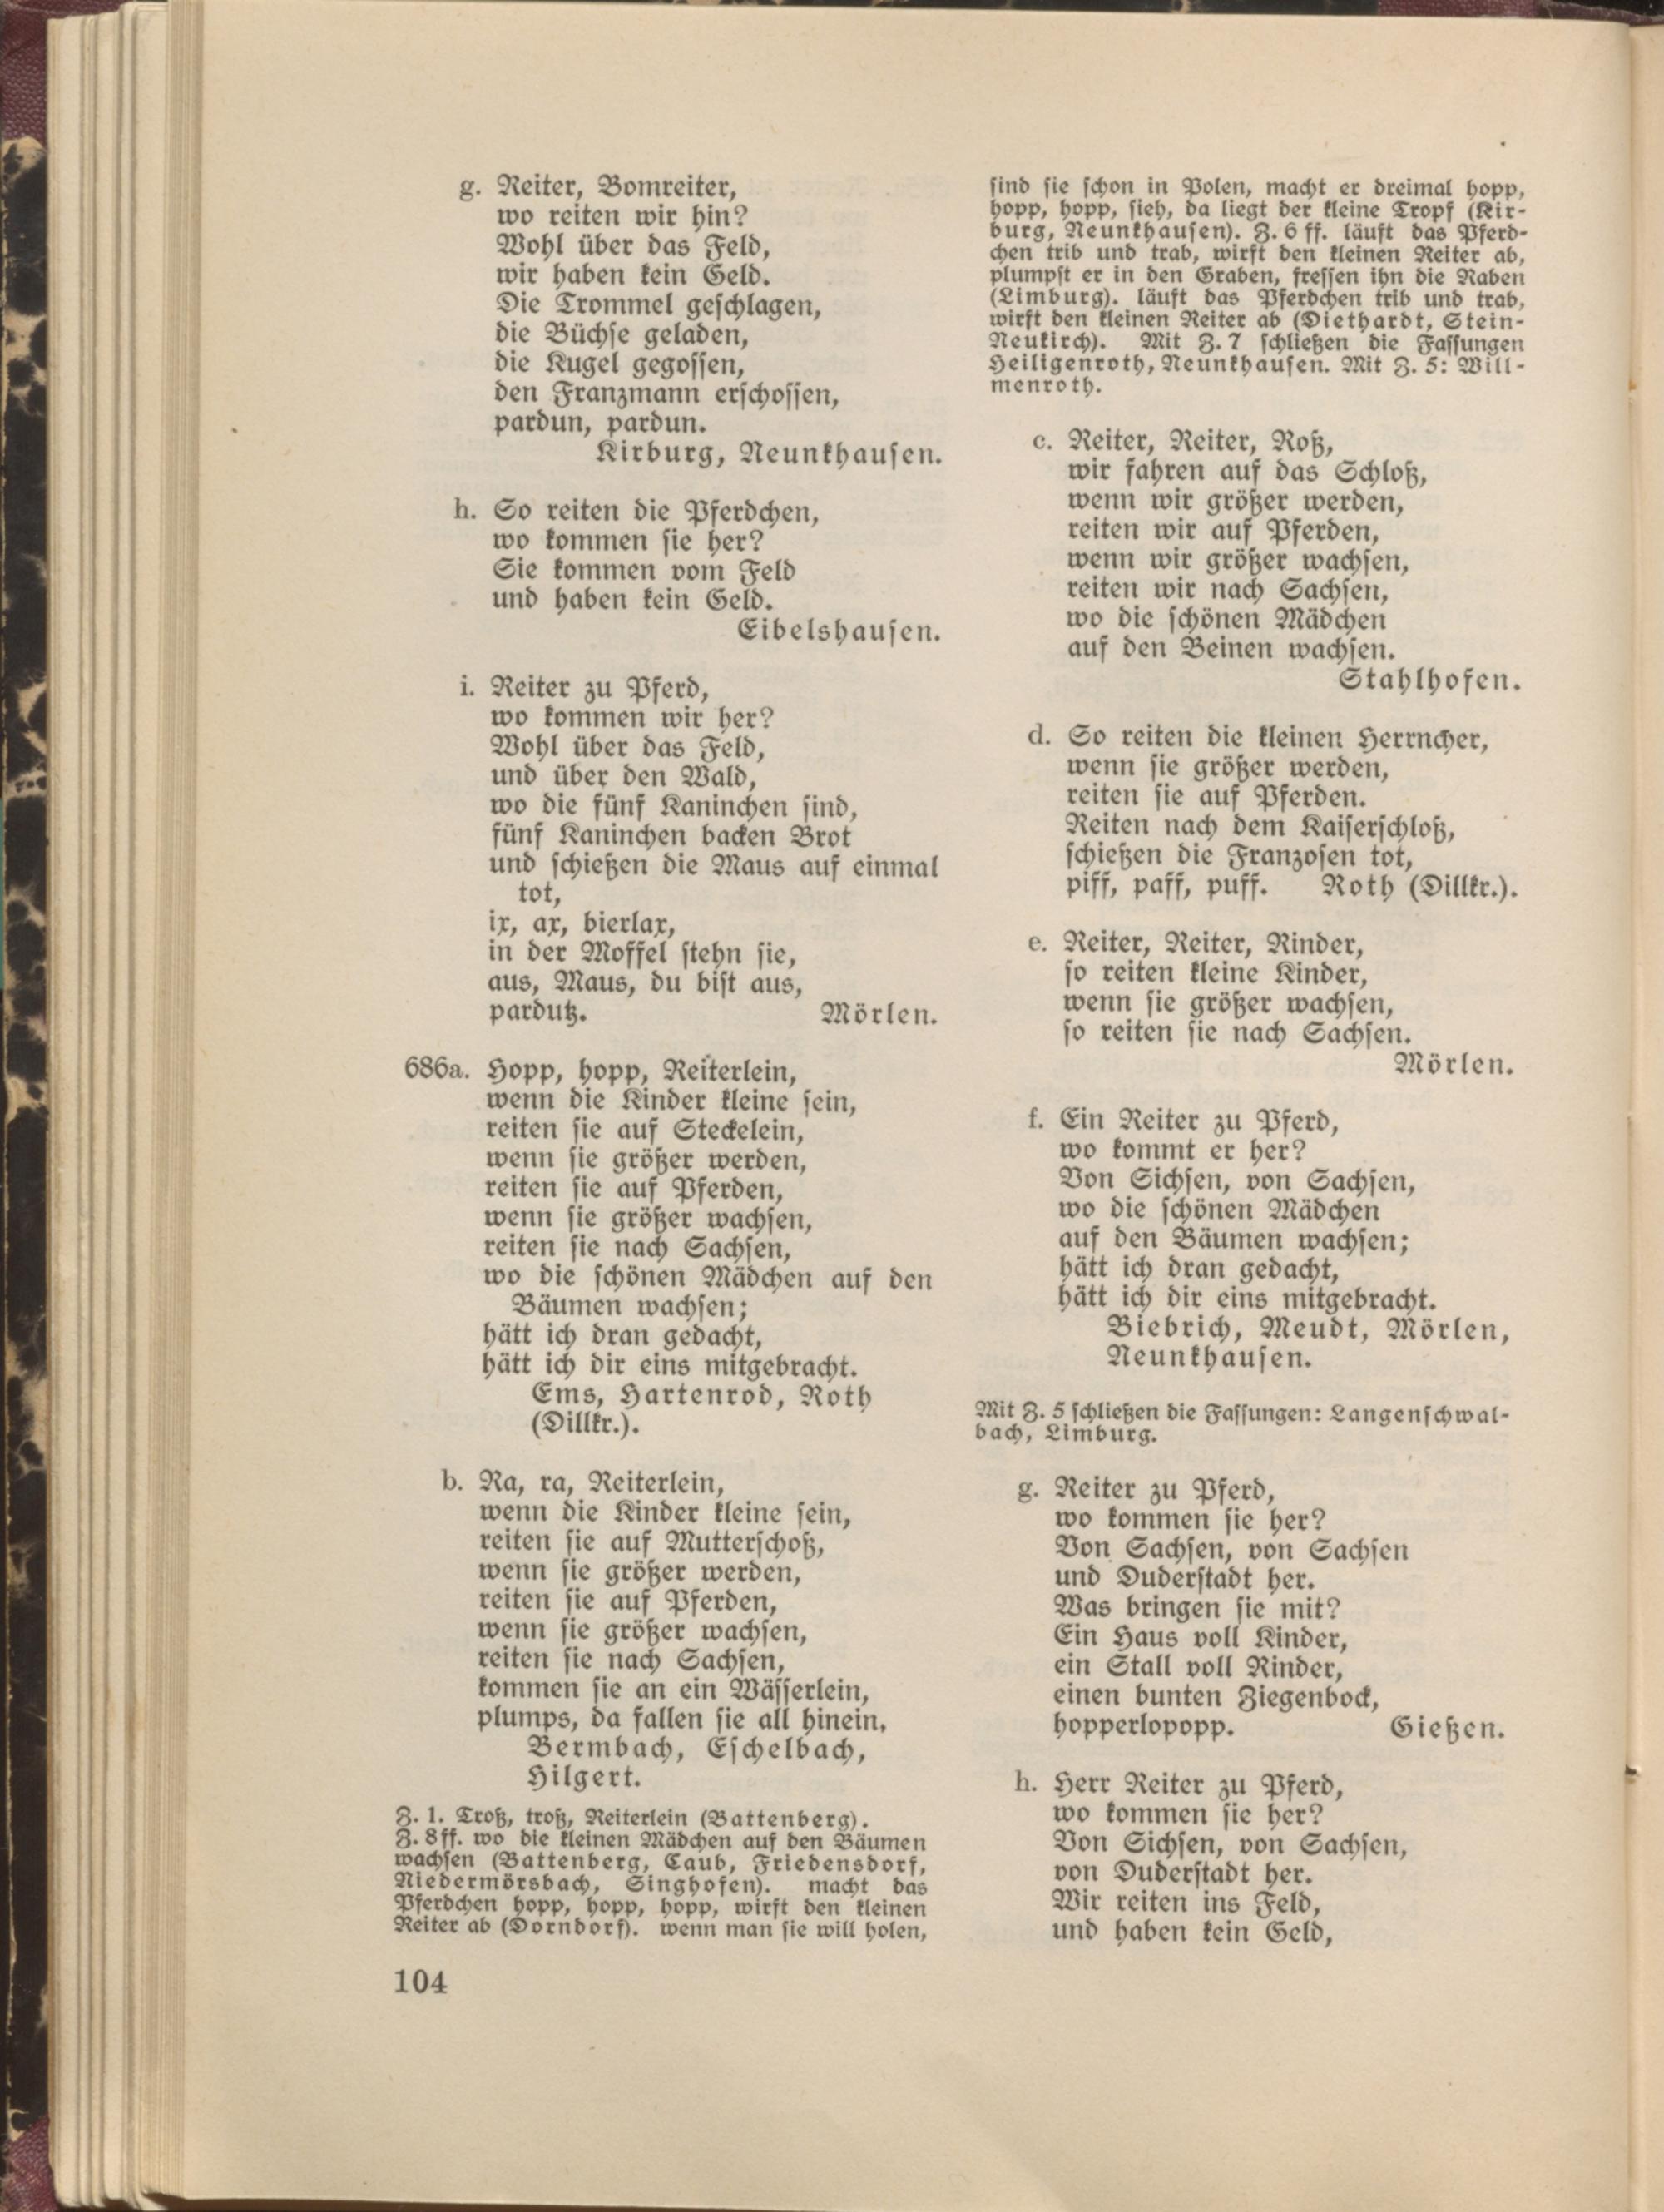 g. Reiter, Bomreiter,
wo reiten wir hin?
Wohl über das Feld,
wir haben kein Geld.
Die Trommel geschlagen,
die Büchse geladen,
die Kugel gegossen,
den Franzmann erschossen,
pardun, pardun.
Kirburg, Neunkhausen.
h. So reiten die Pferdchen,
wo kommen sie her?
Sie kommen vom Feld
und haben kein Geld.
Eibelshausen.
i. Reiter zu Pferd,
wo kommen wir her?
Wohl über das Feld,
und über den Wald,
wo die fünf Kaninchen sind,
fünf Kaninchen backen Brot
und schießen die Maus auf einmal
tot,
ix, ax, bierlax,
in der Moffel stehn sie,
aus, Maus, du bist aus,
pardutz. Mörlen.
686a. Hopp, hopp, Reiterlein,
wenn die Kinder kleine sein,
reiten sie auf Steckelein,
wenn sie größer werden,
reiten sie auf Pferden,
wenn sie größer wachsen,
reiten sie nach Sachsen,
wo die schönen Mädchen auf den
Bäumen wachsen;
hätt ich dran gedacht,
hätt ich dir eins mitgebracht.
Ems, Hartenrod, Roth
(Dillkr.).
b. Ra, ra, Reiterlein,
wenn die Kinder kleine sein,
reiten sie auf Mutterschoß,
wenn sie größer werden,
reiten sie auf Pferden,
wenn sie größer wachsen,
reiten sie nach Sachsen,
kommen sie an ein Wässerlein,
plumps, da fallen sie all hinein.
Bermbach, Eschelbach,
Hilgert.
Z. 1. Troß, troß, Reiterlein (Battenberg).
Z. 8ff. wo die kleinen Mädchen auf den Bäumen
wachsen (Battenberg, Caub, Friedensdorf,
Niedermörsbach, Singhofen). macht das
Pferdchen hopp, hopp, hopp, wirft den kleinen
Reiter ab (Dorndorf). wenn man sie will holen,
104
sind sie schon in Polen, macht er dreimal hopp,
hopp, hopp, sieh, da liegt der kleine Tropf (Kir-
burg, Neunkhausen). Z. 6 ff. läuft das Pferd-
chen trib und trab, wirft den kleinen Reiter ab,
plumpst er in den Graben, fressen ihn die Raben
(Limburg). läuft das Pferdchen trib und trab,
wirft den kleinen Reiter ab (Diethardt, Stein-
Neukirch). Mit Z. 7 schließen die Fassungen
Heiligenroth, Neunkhausen. Mit Z. 5: Will-
menroth.
c. Reiter, Reiter, Roß,
wir fahren auf das Schloß,
wenn wir größer werden,
reiten wir auf Pferden,
wenn wir größer wachsen,
reiten wir nach Sachsen,
wo die schönen Mädchen
auf den Beinen wachsen.
Stahlhofen.
d. So reiten die kleinen Herrncher,
wenn sie größer werden,
reiten sie auf Pferden.
Reiten nach dem Kaiserschloß,
schießen die Franzosen tot,
piff, paff, puff. Roth (Dillkr.).
e. Reiter, Reiter, Rinder,
so reiten kleine Kinder,
wenn sie größer wachsen,
so reiten sie nach Sachsen.
Mörlen.
f. Ein Reiter zu Pferd,
wo kommt er her?
Von Sichsen, von Sachsen,
wo die schönen Mädchen
auf den Bäumen wachsen;
hätt ich dran gedacht,
hätt ich dir eins mitgebracht.
Biebrich, Meudt, Mörlen,
Neunkhausen.
Mit Z. 5 schließen die Fassungen: Langenschwal-
bach, Limburg.
g. Reiter zu Pferd,
wo kommen sie her?
Von Sachsen, von Sachsen
und Duderstadt her.
Was bringen sie mit?
Ein Haus voll Kinder,
ein Stall voll Rinder,
einen bunten Ziegenbock,
hopperlopopp. Gießen.
h. Herr Reiter zu Pferd,
wo kommen sie her?
Von Sichsen, von Sachsen,
von Duderstadt her.
Wir reiten ins Feld,
und haben kein Geld,